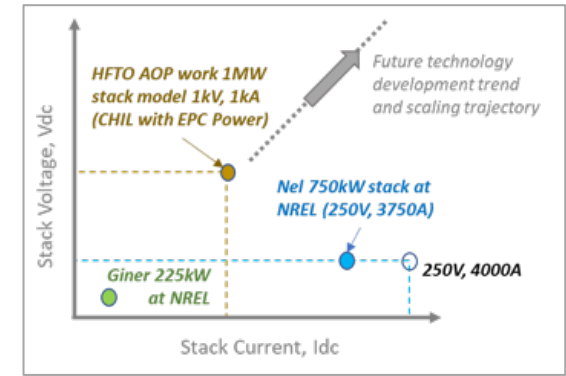 HFTO AOP work 1MW
stack model 1kV, 1kA
(CHIL with EPC Power)
Future technology
development trend
and scaling trajectory
Nel 750kW stack at
NREL (250V, 3750A)
Giner 225kW
at NREL
250V, 4000A
Stack Voltage, Vdc
Stack Current, Idc